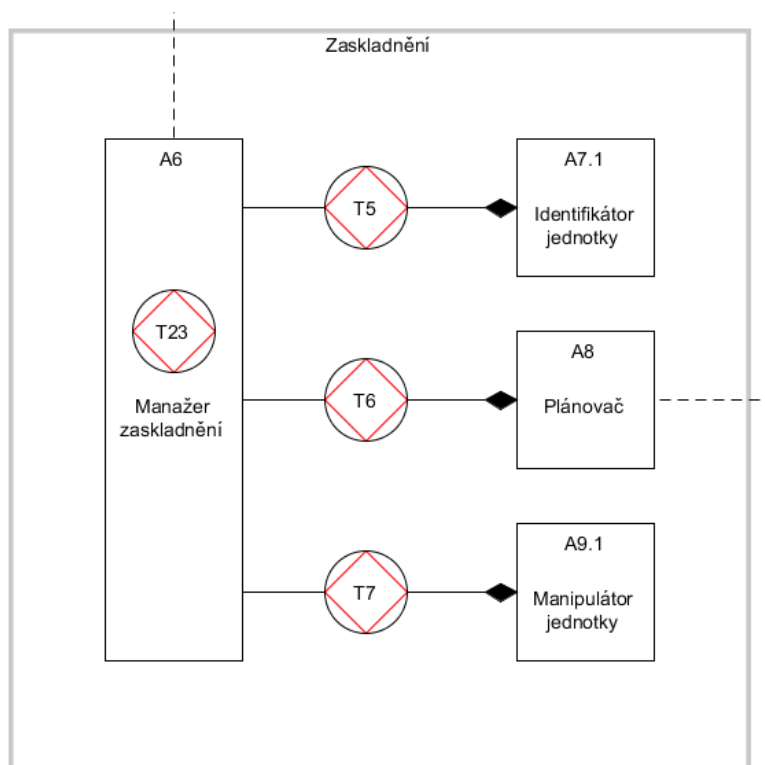 Zaskladnění
A6
T23
Manažer
zaskladnění
T5
A7.1
Identifikátor
jednotky
T6
A8
Plánovač
T7
A9.1
Manipulátor
jednotky